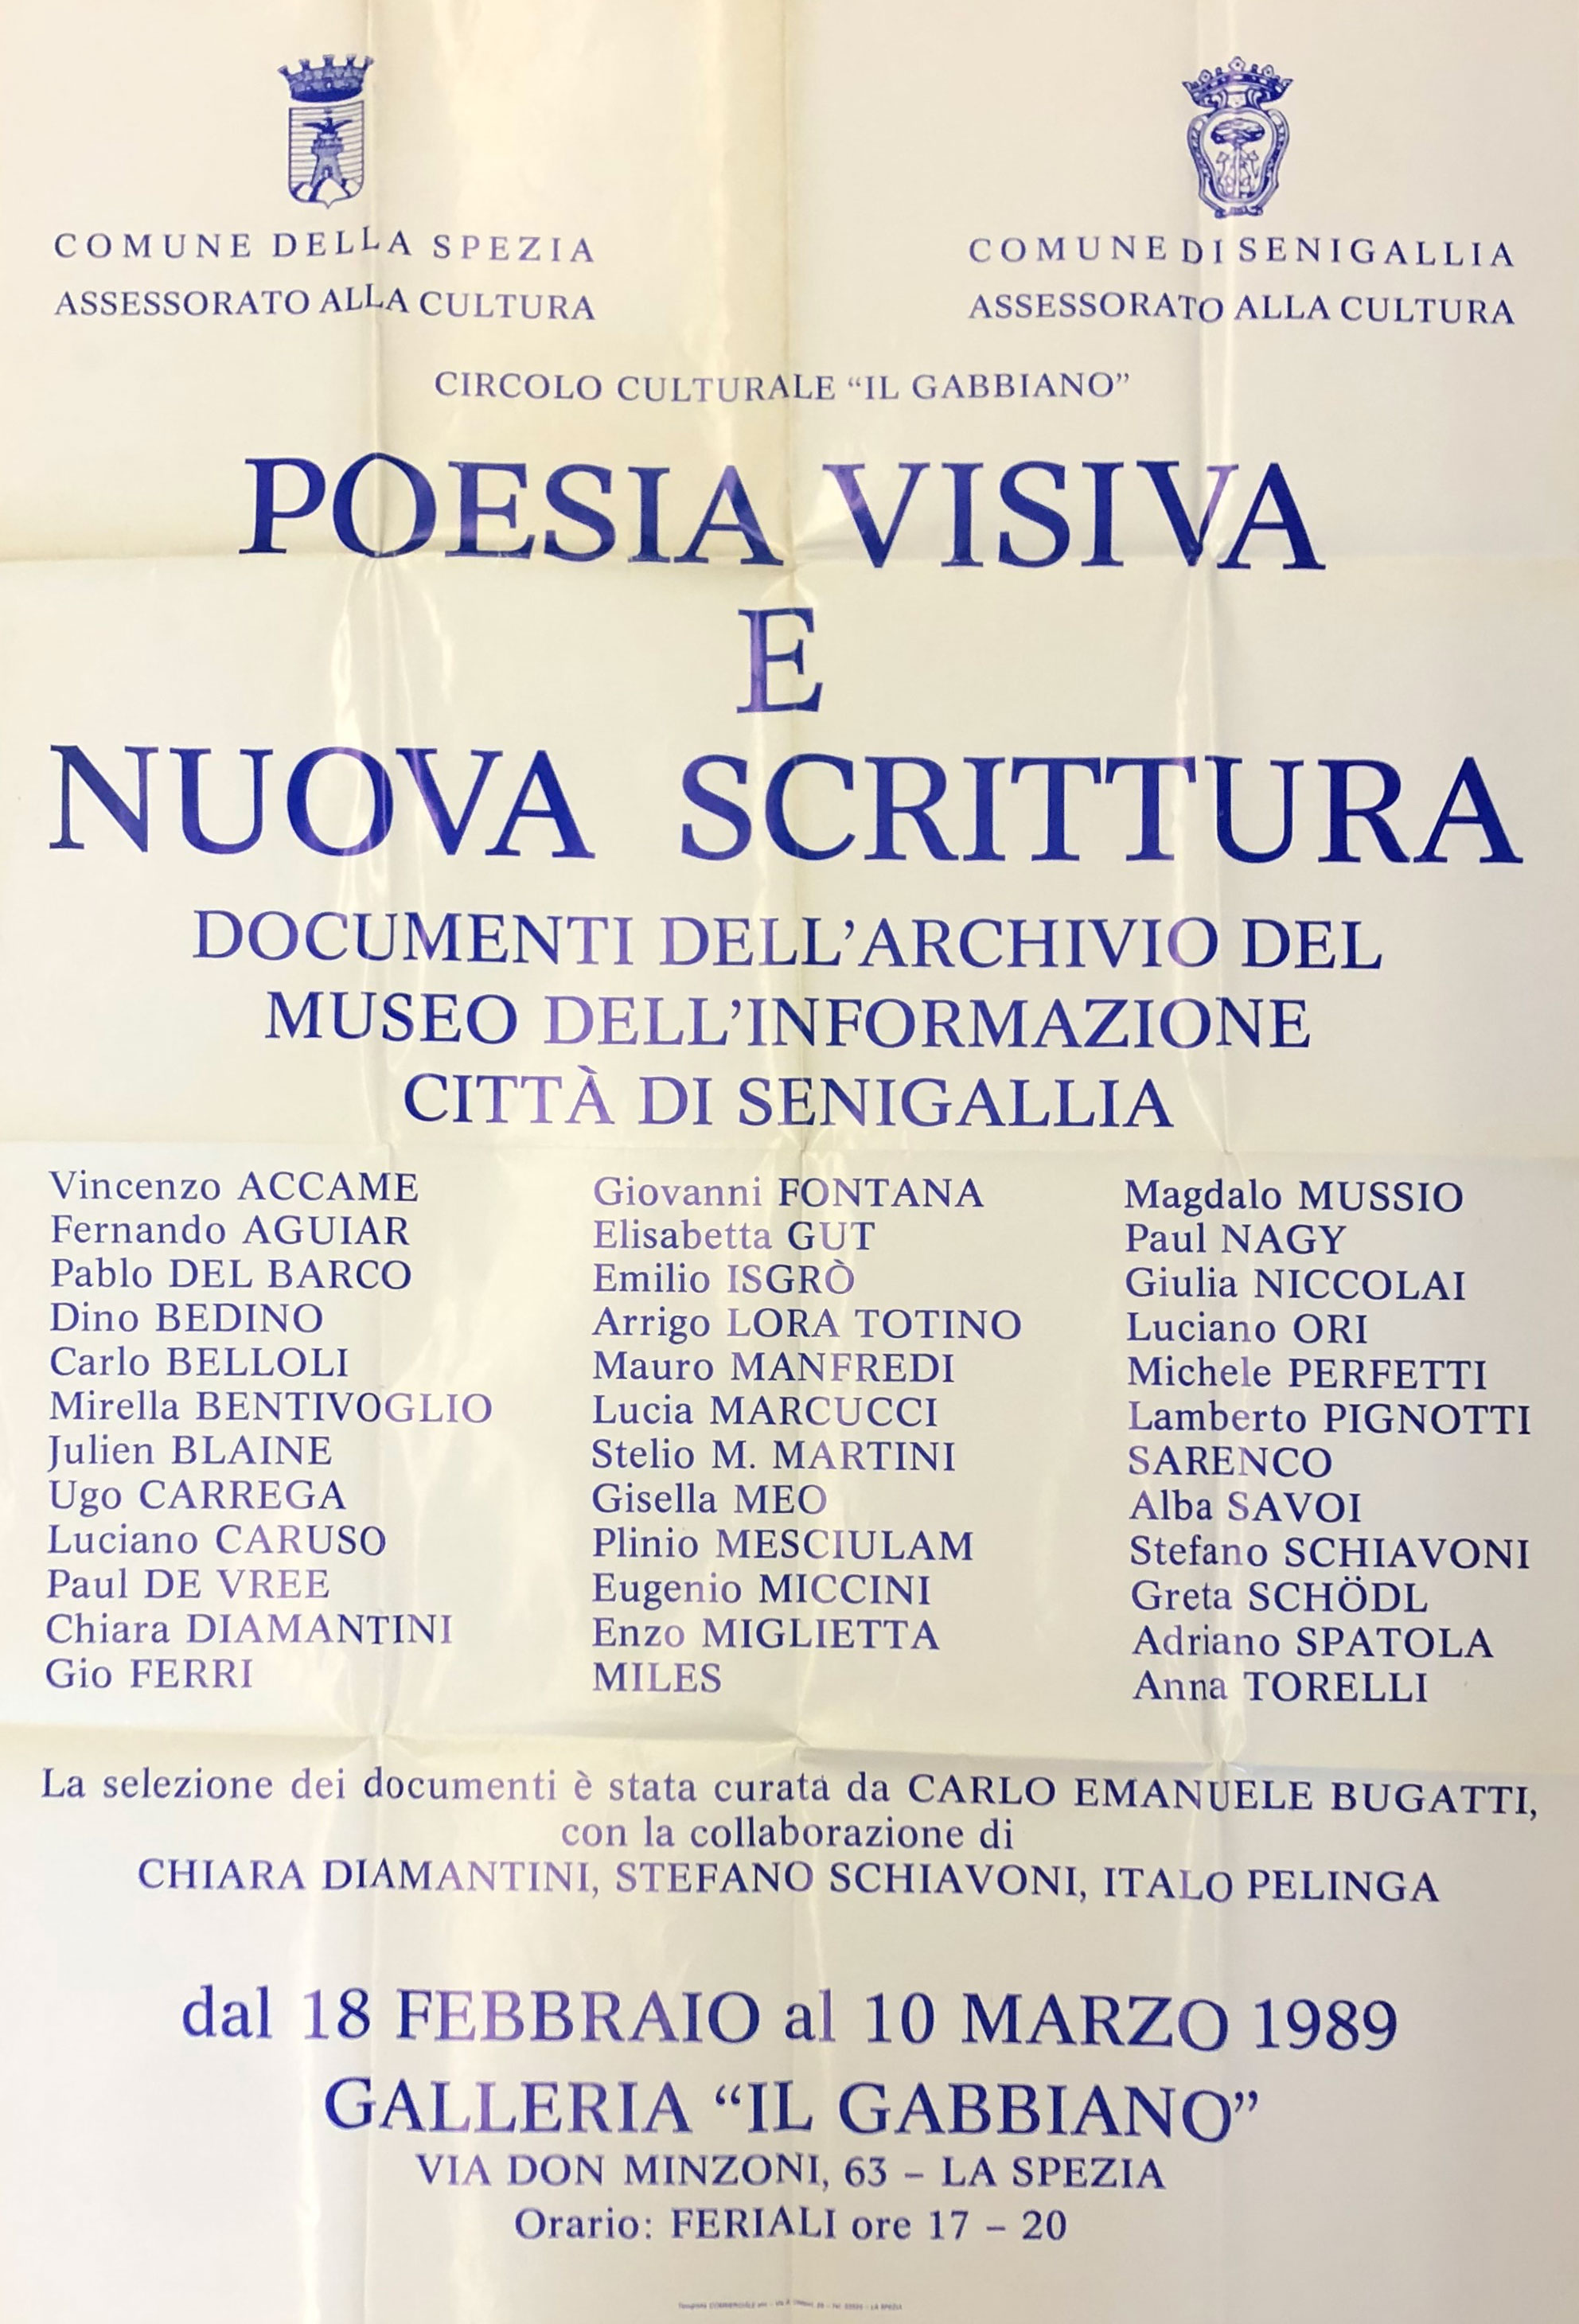 COMUNE DELLA SPEZIA
ASSESSORATO ALLA CULTURA
COMUNE DI SENIGALLIA
ASSESSORATO ALLA CULTURA
CIRCOLO CULTURALE “IL GABBIANO”
POESIA VISIVA
E
NUOVA SCRITTURA
DOCUMENTI DELL’ARCHIVIO DEL
MUSEO DELL’INFORMAZIONE
CITTÀ DI SENIGALLIA
Vincenzo ACCAME
Fernando AGUIAR
Pablo DEL BARCO
Dino BEDINO
Carlo BELLOLI
Mirella BENTIVOGLIO
Julien BLAINE
Ugo CARREGA
Luciano CARUSO
Paul DE VREE
Chiara DIAMANTINI
Gio FERRI
Giovanni FONTANA
Elisabetta GUT
Emilio ISGRÒ
Arrigo LORA TOTINO
Mauro MANFREDI
Lucia MARCUCCI
Stelio M. MARTINI
Gisella MEO
Plinio MESCIULAM
Eugenio MICCINI
Enzo MIGLIETTA
MILES
Magdalo MUSSIO
Paul NAGY
Giulia NICCOLAI
Luciano ORI
Michele PERFETTI
Lamberto PIGNOTTI
SARENCO
Alba SAVOI
Stefano SCHIAVONI
Greta SCHÖDL
Adriano SPATOLA
Anna TORELLI
La selezione dei documenti è stata curata da CARLO EMANUELE BUGATTI,
con la collaborazione di
CHIARA DIAMANTINI, STEFANO SCHIAVONI, ITALO PELINGA
dal 18 FEBBRAIO al 10 MARZO 1989
GALLERIA “IL GABBIANO”
VIA DON MINZONI, 63 – LA SPEZIA
Orario: FERIALI ore 17 – 20
LA SPEZIA